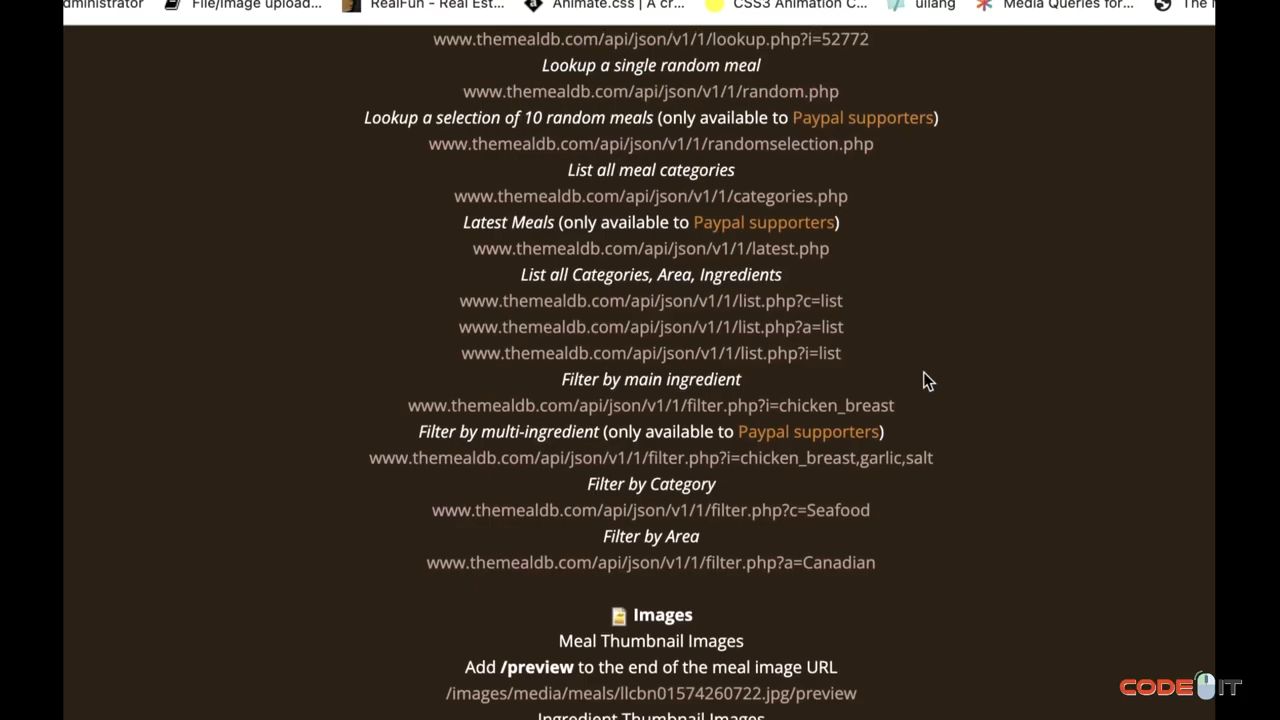 dministrator File/Image upload... RealFun - Real Est... Animate.css | A cr... CSS3 Animation C... uilang Media Queries for... The
www.themealdb.com/api/json/v1/1/lookup.php?i=52772
Lookup a single random meal
www.themealdb.com/api/json/v1/1/random.php
Lookup a selection of 10 random meals (only available to Paypal supporters)
www.themealdb.com/api/json/v1/1/randomselection.php
List all meal categories
www.themealdb.com/api/json/v1/1/categories.php
Latest Meals (only available to Paypal supporters)
www.themealdb.com/api/json/v1/1/latest.php
List all Categories, Area, Ingredients
www.themealdb.com/api/json/v1/1/list.php?c=list
www.themealdb.com/api/json/v1/1/list.php?a=list
www.themealdb.com/api/json/v1/1/list.php?i=list
Filter by main ingredient
www.themealdb.com/api/json/v1/1/filter.php?i=chicken_breast
Filter by multi-ingredient (only available to Paypal supporters)
www.themealdb.com/api/json/v1/1/filter.php?i=chicken_breast,garlic,salt
Filter by Category
www.themealdb.com/api/json/v1/1/filter.php?c=Seafood
Filter by Area
www.themealdb.com/api/json/v1/1/filter.php?a=Canadian
Images
Meal Thumbnail Images
Add /preview to the end of the meal image URL
/images/media/meals/llcbn01574260722.jpg/preview
Ingredient Thumbnail Images
CODE IT